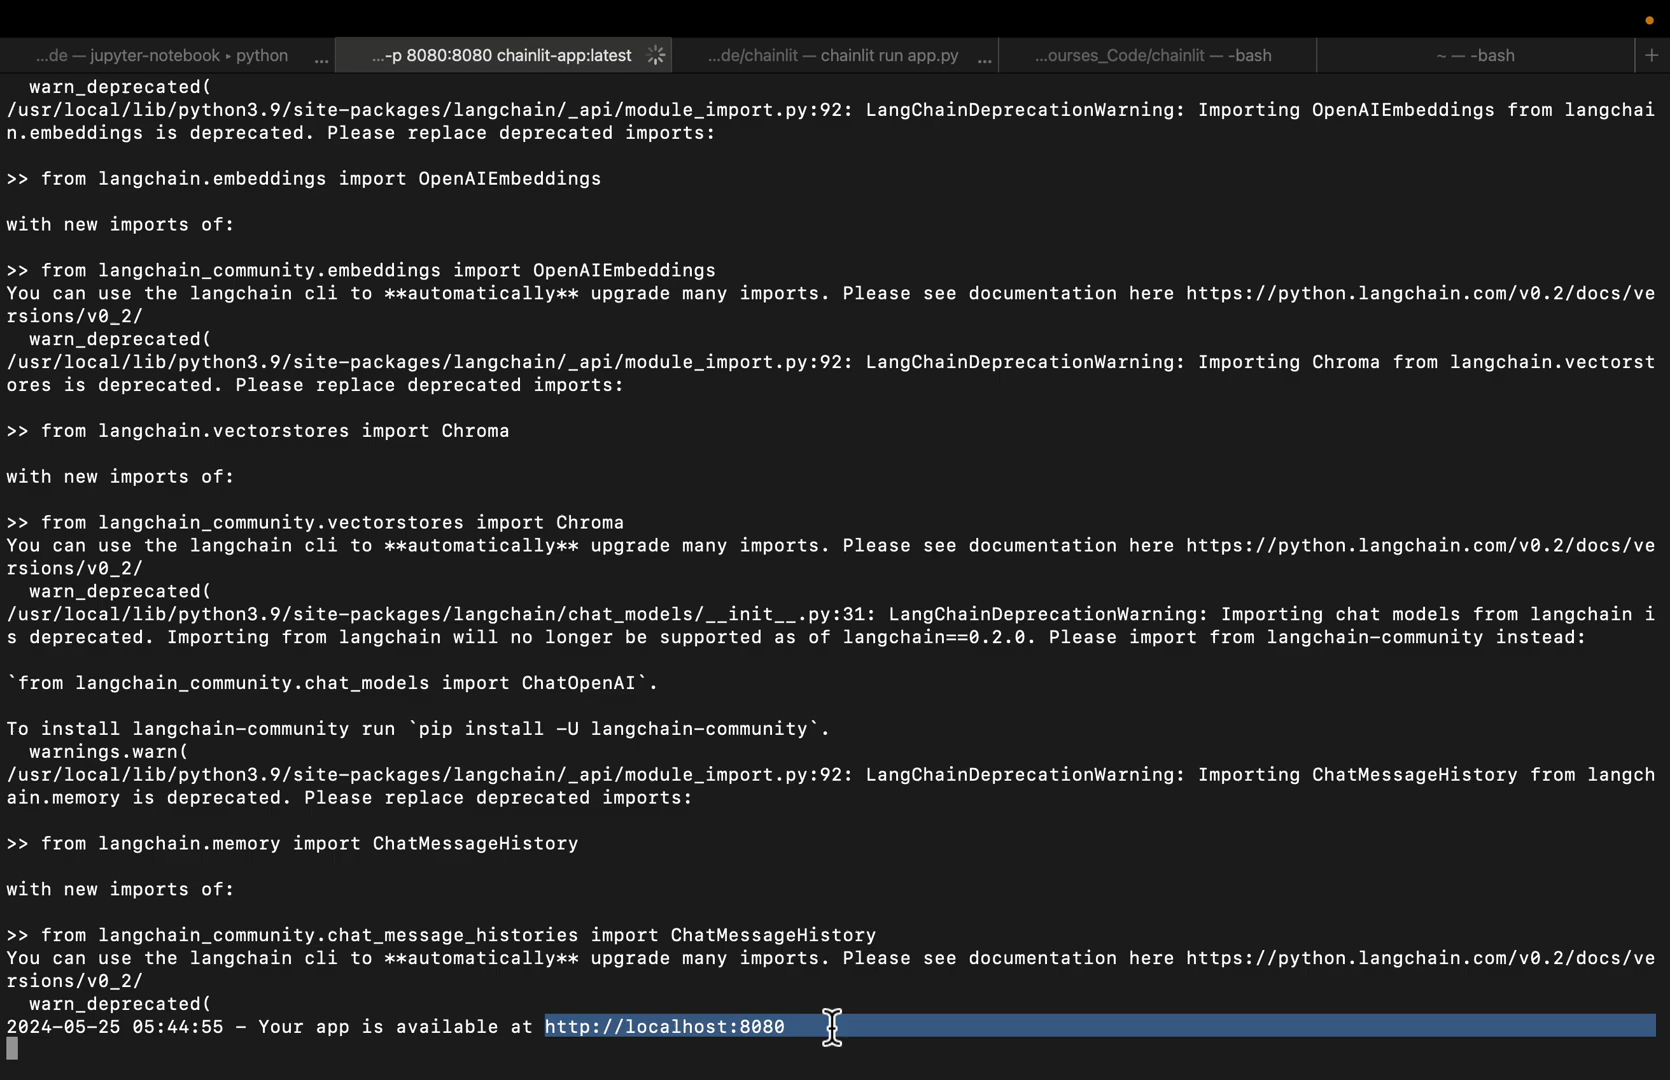 ...de — jupyter-notebook ▸ python ... ...-p 8080:8080 chainlit-app:latest ...de/chainlit — chainlit run app.py ... ...ourses_Code/chainlit — -bash ~ — -bash +
  warn_deprecated(
/usr/local/lib/python3.9/site-packages/langchain/_api/module_import.py:92: LangChainDeprecationWarning: Importing OpenAIEmbeddings from langchai
n.embeddings is deprecated. Please replace deprecated imports:
>> from langchain.embeddings import OpenAIEmbeddings
with new imports of:
>> from langchain_community.embeddings import OpenAIEmbeddings
You can use the langchain cli to **automatically** upgrade many imports. Please see documentation here https://python.langchain.com/v0.2/docs/ve
rsions/v0_2/
  warn_deprecated(
/usr/local/lib/python3.9/site-packages/langchain/_api/module_import.py:92: LangChainDeprecationWarning: Importing Chroma from langchain.vectorst
ores is deprecated. Please replace deprecated imports:
>> from langchain.vectorstores import Chroma
with new imports of:
>> from langchain_community.vectorstores import Chroma
You can use the langchain cli to **automatically** upgrade many imports. Please see documentation here https://python.langchain.com/v0.2/docs/ve
rsions/v0_2/
  warn_deprecated(
/usr/local/lib/python3.9/site-packages/langchain/chat_models/__init__.py:31: LangChainDeprecationWarning: Importing chat models from langchain i
s deprecated. Importing from langchain will no longer be supported as of langchain==0.2.0. Please import from langchain-community instead:
`from langchain_community.chat_models import ChatOpenAI`.
To install langchain-community run `pip install -U langchain-community`.
  warnings.warn(
/usr/local/lib/python3.9/site-packages/langchain/_api/module_import.py:92: LangChainDeprecationWarning: Importing ChatMessageHistory from langch
ain.memory is deprecated. Please replace deprecated imports:
>> from langchain.memory import ChatMessageHistory
with new imports of:
>> from langchain_community.chat_message_histories import ChatMessageHistory
You can use the langchain cli to **automatically** upgrade many imports. Please see documentation here https://python.langchain.com/v0.2/docs/ve
rsions/v0_2/
  warn_deprecated(
2024-05-25 05:44:55 - Your app is available at http://localhost:8080